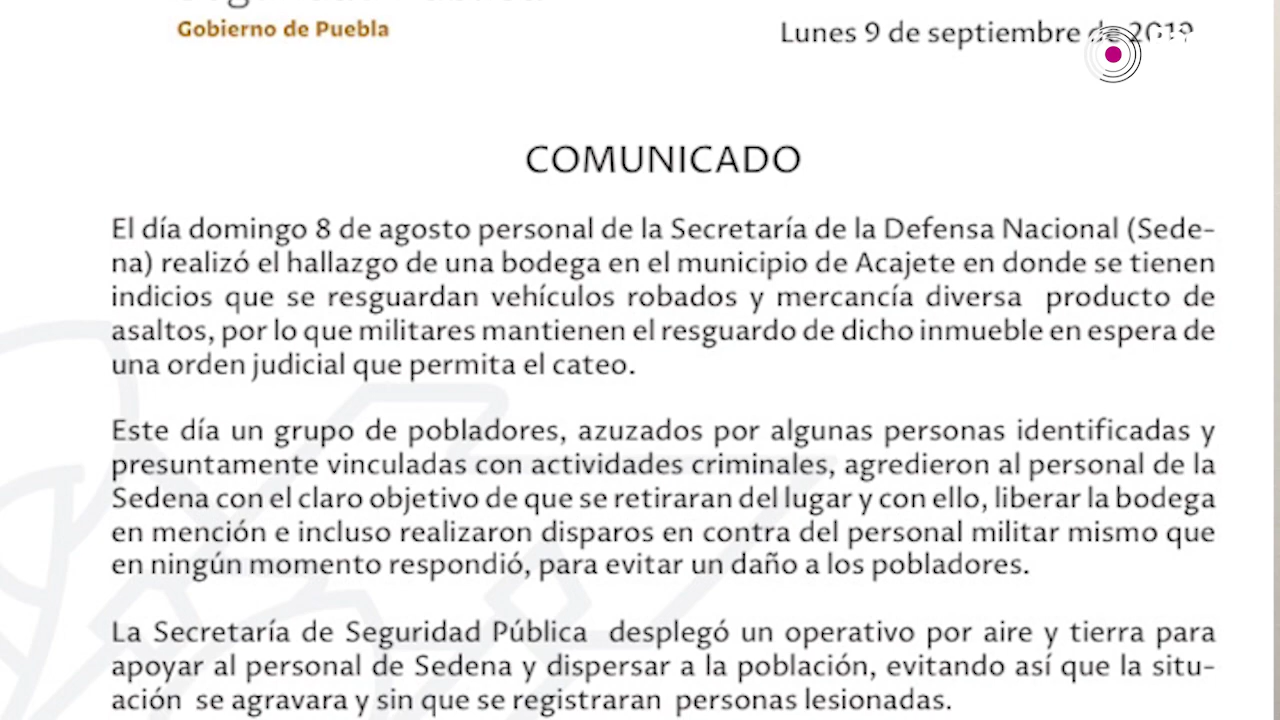 Gobierno de Puebla
Lunes 9 de septiembre de 2019
COMUNICADO
El día domingo 8 de agosto personal de la Secretaría de la Defensa Nacional (Sede-
na) realizó el hallazgo de una bodega en el municipio de Acajete en donde se tienen
indicios que se resguardan vehículos robados y mercancía diversa producto de
asaltos, por lo que militares mantienen el resguardo de dicho inmueble en espera de
una orden judicial que permita el cateo.
Este día un grupo de pobladores, azuzados por algunas personas identificadas y
presuntamente vinculadas con actividades criminales, agredieron al personal de la
Sedena con el claro objetivo de que se retiraran del lugar y con ello, liberar la bodega
en mención e incluso realizaron disparos en contra del personal militar mismo que
en ningún momento respondió, para evitar un daño a los pobladores.
La Secretaría de Seguridad Pública desplegó un operativo por aire y tierra para
apoyar al personal de Sedena y dispersar a la población, evitando así que la situ-
ación se agravara y sin que se registraran personas lesionadas.